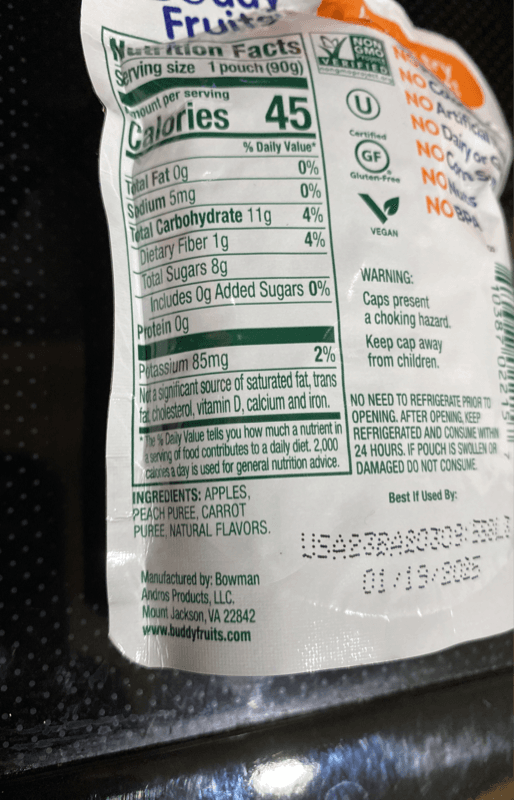 Buddy
Fruits
Nutrition Facts
Serving size 1 pouch (90g)
Amount per serving
Calories 45
% Daily Value*
Total Fat 0g 0%
Sodium 5mg 0%
Total Carbohydrate 11g 4%
Dietary Fiber 1g 4%
Total Sugars 8g
Includes 0g Added Sugars 0%
Protein 0g
Potassium 85mg 2%
Not a significant source of saturated fat, trans
fat, cholesterol, vitamin D, calcium and iron.
*The % Daily Value tells you how much a nutrient in
a serving of food contributes to a daily diet. 2,000
calories a day is used for general nutrition advice.
INGREDIENTS: APPLES,
PEACH PUREE, CARROT
PUREE, NATURAL FLAVORS.
Manufactured by: Bowman
Andros Products, LLC.
Mount Jackson, VA 22842
www.buddyfruits.com
NON
GMO
VERIFIED
nongmoproject.org
U
Certified
GF
Gluten-Free
VEGAN
NO
NO
NO Artificial
NO Dairy or
NO Corn
NO Nuts
NO
WARNING:
Caps present
a choking hazard.
Keep cap away
from children.
NO NEED TO REFRIGERATE PRIOR TO
OPENING. AFTER OPENING, KEEP
REFRIGERATED AND CONSUME WITHIN
24 HOURS. IF POUCH IS SWOLLEN OR
DAMAGED DO NOT CONSUME.
Best If Used By:
01/19/2025